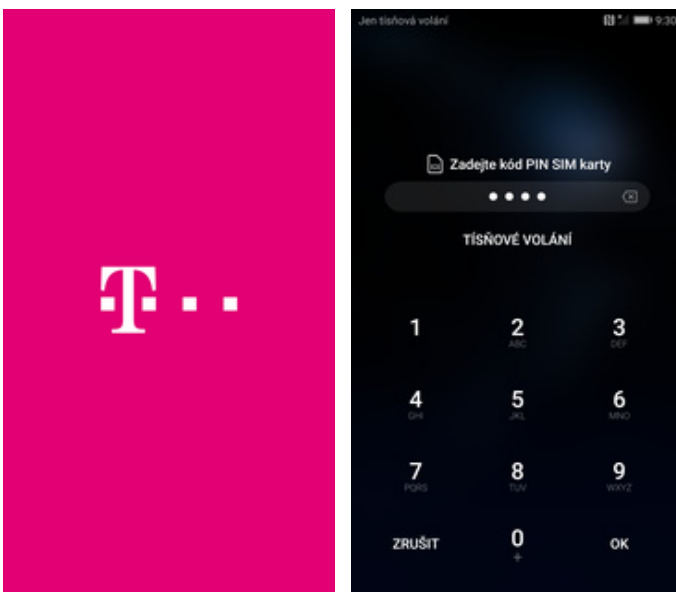 T
Jen tísňová volání
9:30
Zadejte kód PIN SIM karty
TÍSŇOVÉ VOLÁNÍ
1 2 3
ABC DEF
4 5 6
GHI JKL MNO
7 8 9
PQRS TUV WXYZ
ZRUŠIT 0 OK
+